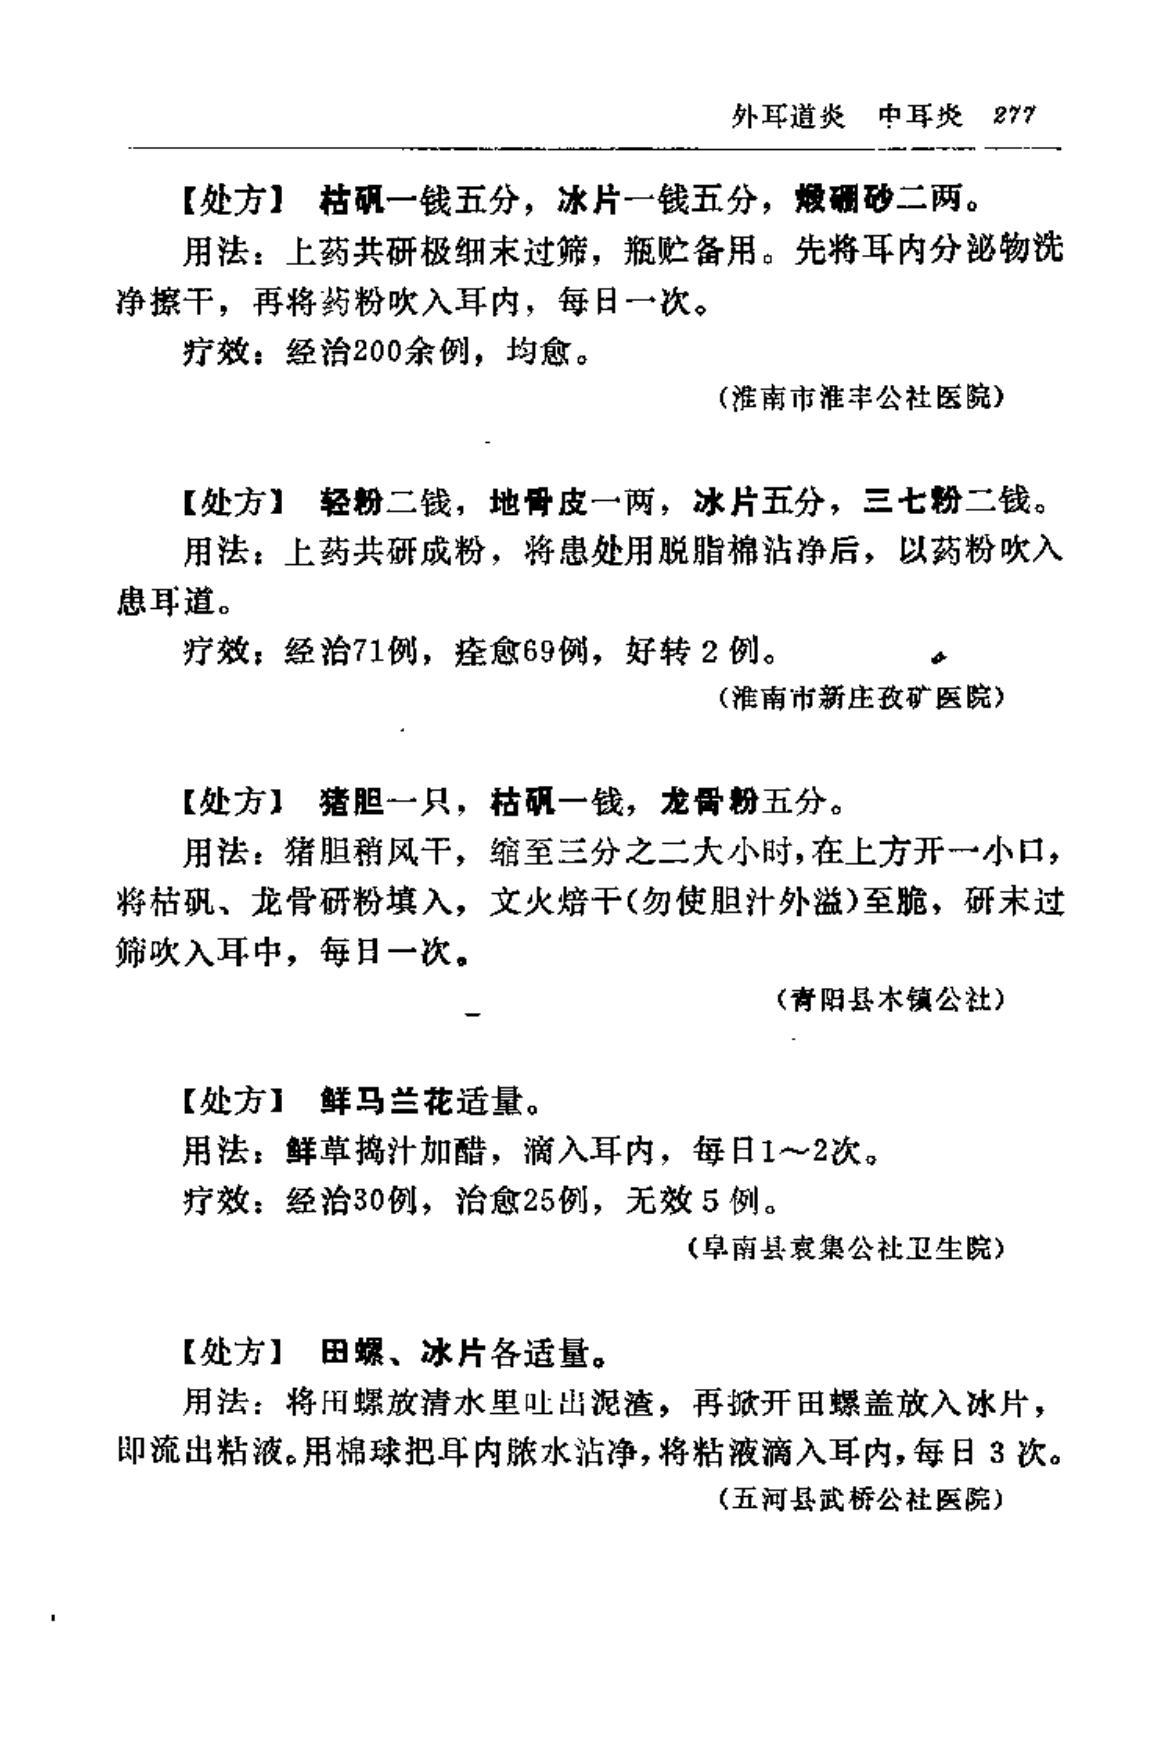 外耳道炎　中耳炎　277
【处方】　枯矾一钱五分，冰片一钱五分，煅硼砂二两。
用法：上药共研极细末过筛，瓶贮备用。先将耳内分泌物洗
净擦干，再将药粉吹入耳内，每日一次。
疗效：经治200余例，均愈。
（淮南市淮丰公社医院）
【处方】　轻粉二钱，地骨皮一两，冰片五分，三七粉二钱。
用法：上药共研成粉，将患处用脱脂棉沾净后，以药粉吹入
患耳道。
疗效：经治71例，痊愈69例，好转2例。
（淮南市新庄孜矿医院）
【处方】　猪胆一只，枯矾一钱，龙骨粉五分。
用法：猪胆稍风干，缩至三分之二大小时，在上方开一小口，
将枯矾、龙骨研粉填入，文火焙干（勿使胆汁外溢）至脆，研末过
筛吹入耳中，每日一次。
（青阳县木镇公社）
【处方】　鲜马兰花适量。
用法：鲜草捣汁加醋，滴入耳内，每日1～2次。
疗效：经治30例，治愈25例，无效5例。
（阜南县袁集公社卫生院）
【处方】　田螺、冰片各适量。
用法：将田螺放清水里吐出泥渣，再掀开田螺盖放入冰片，
即流出粘液。用棉球把耳内脓水沾净，将粘液滴入耳内，每日3次。
（五河县武桥公社医院）